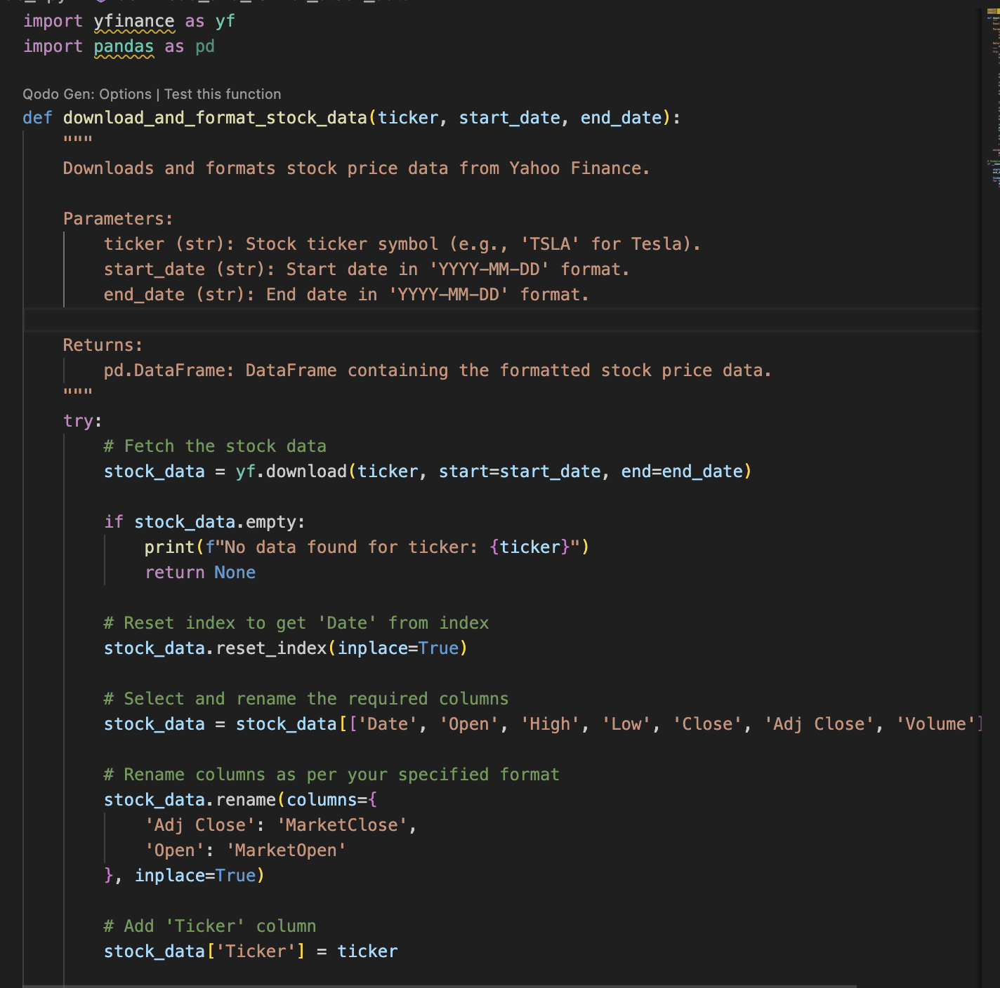 import yfinance as yf
import pandas as pd
Qodo Gen: Options | Test this function
def download_and_format_stock_data(ticker, start_date, end_date):
"""
Downloads and formats stock price data from Yahoo Finance.
Parameters:
ticker (str): Stock ticker symbol (e.g., 'TSLA' for Tesla).
start_date (str): Start date in 'YYYY-MM-DD' format.
end_date (str): End date in 'YYYY-MM-DD' format.
Returns:
pd.DataFrame: DataFrame containing the formatted stock price data.
"""
try:
# Fetch the stock data
stock_data = yf.download(ticker, start=start_date, end=end_date)
if stock_data.empty:
print(f"No data found for ticker: {ticker}")
return None
# Reset index to get 'Date' from index
stock_data.reset_index(inplace=True)
# Select and rename the required columns
stock_data = stock_data[['Date', 'Open', 'High', 'Low', 'Close', 'Adj Close', 'Volume']
# Rename columns as per your specified format
stock_data.rename(columns={
'Adj Close': 'MarketClose',
'Open': 'MarketOpen'
}, inplace=True)
# Add 'Ticker' column
stock_data['Ticker'] = ticker